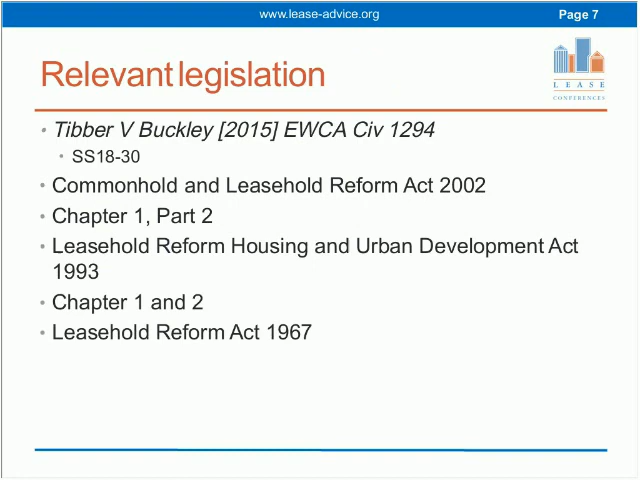 www.lease-advice.org
Page 7
Relevant legislation
LEASE
CONFERENCES
• Tibber V Buckley [2015] EWCA Civ 1294
• SS18-30
• Commonhold and Leasehold Reform Act 2002
• Chapter 1, Part 2
• Leasehold Reform Housing and Urban Development Act
1993
• Chapter 1 and 2
• Leasehold Reform Act 1967